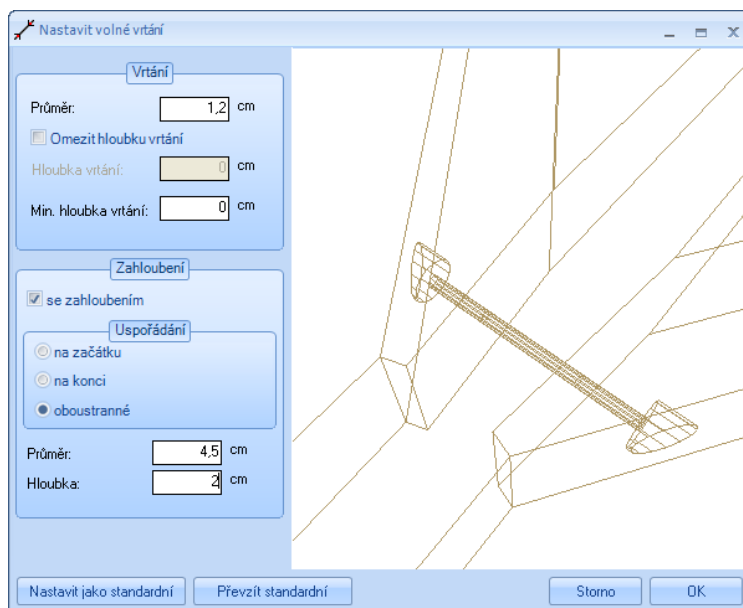 Nastavit volné vrtání
Vrtání
Průměr: 1,2 cm
Omezit hloubku vrtání
Hloubka vrtání: 0 cm
Min. hloubka vrtání: 0 cm
Zahloubení
se zahloubením
Uspořádání
na začátku
na konci
oboustranné
Průměr: 4,5 cm
Hloubka: 2 cm
Nastavit jako standardní Převzít standardní Storno OK